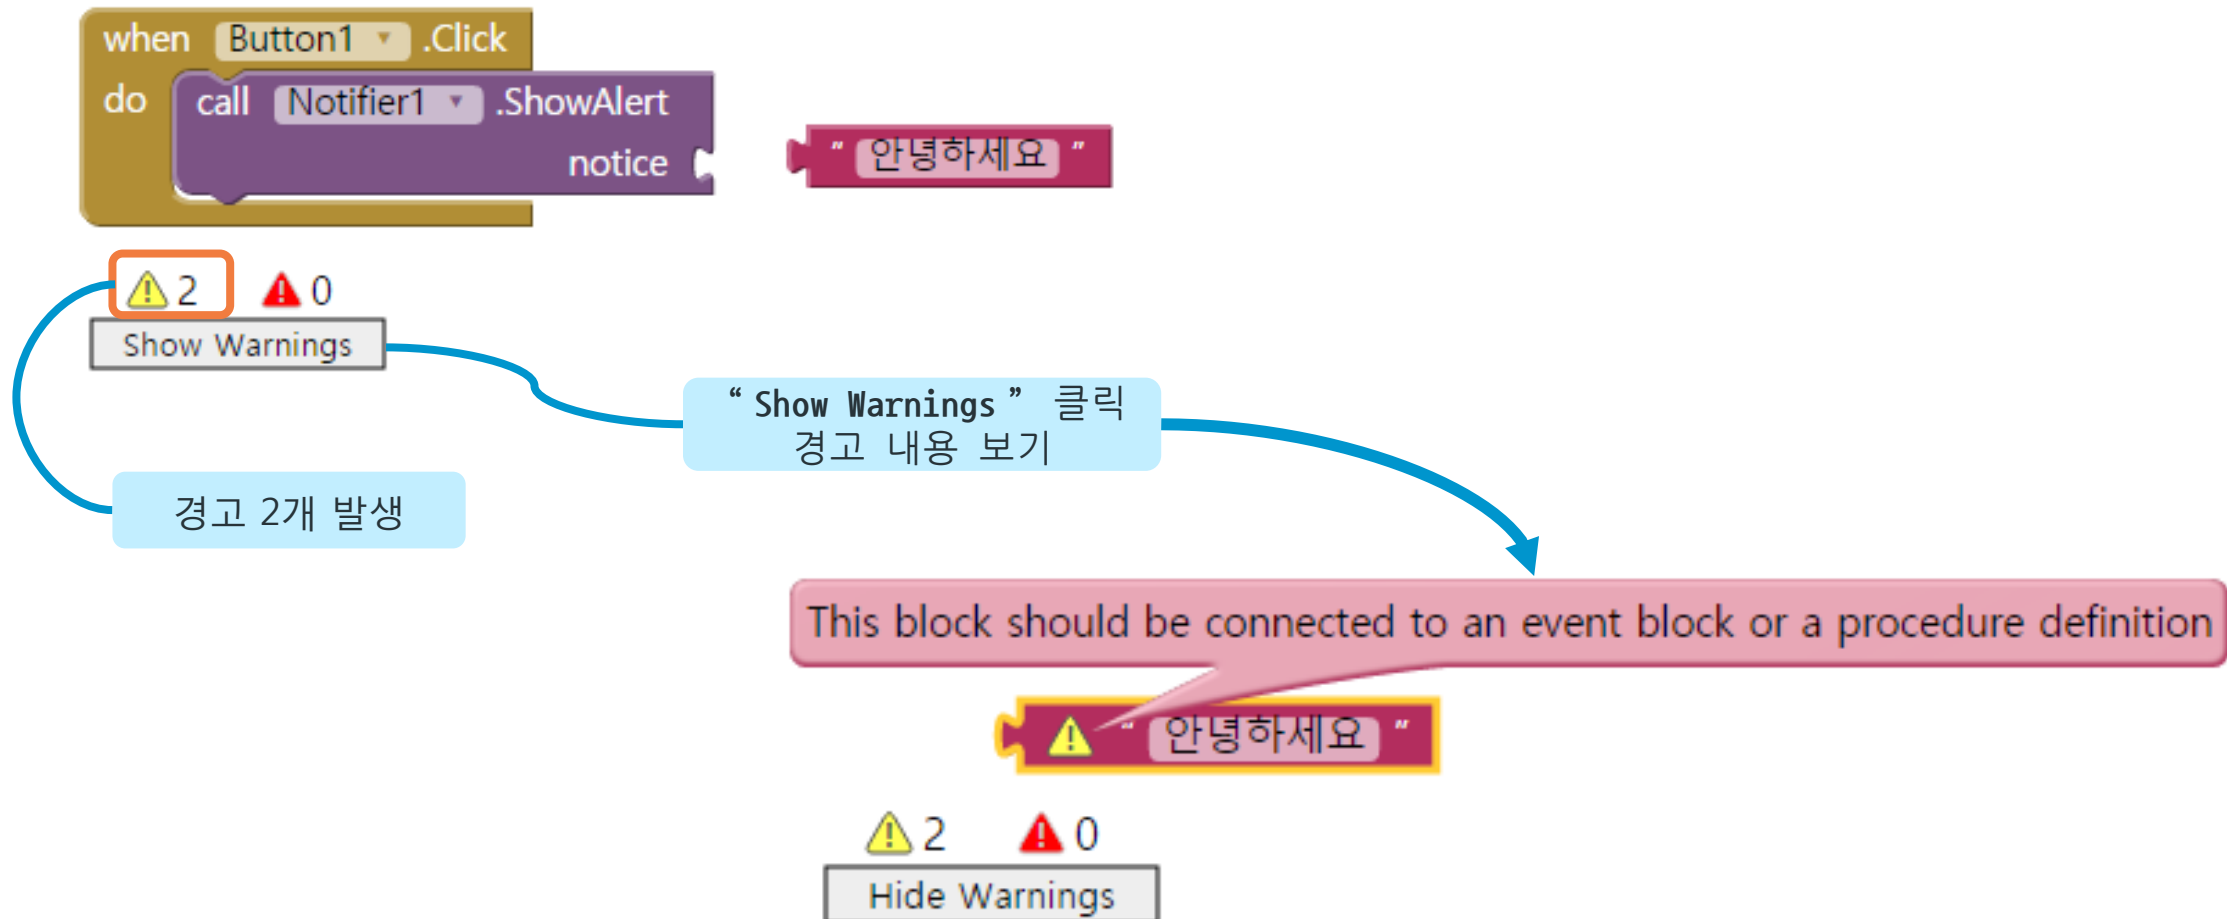 when Button1 .Click
do call Notifier1 .ShowAlert
notice
" 안녕하세요 "
2 0
Show Warnings
“ Show Warnings ” 클릭
경고 내용 보기
경고 2개 발생
This block should be connected to an event block or a procedure definition
" 안녕하세요 "
2 0
Hide Warnings